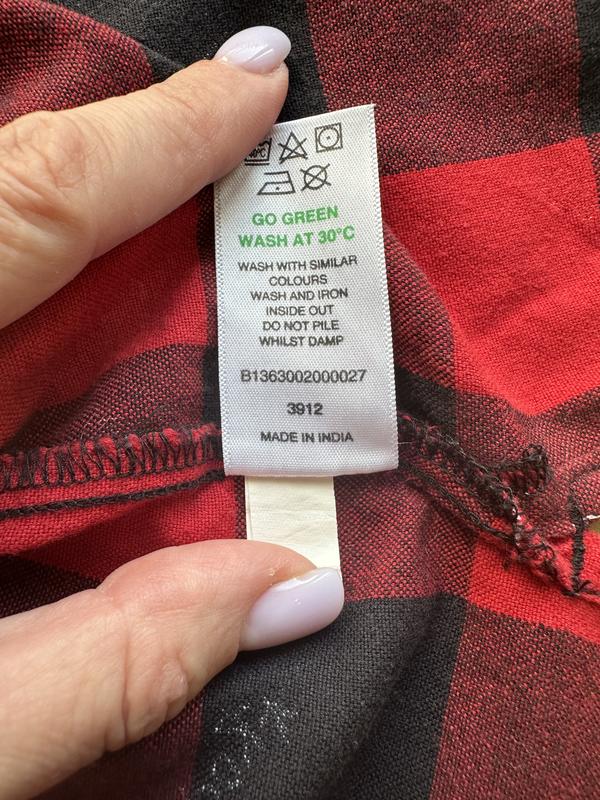 GO GREEN
WASH AT 30°C
WASH WITH SIMILAR
COLOURS
WASH AND IRON
INSIDE OUT
DO NOT PILE
WHILST DAMP
B1363002000027
3912
MADE IN INDIA